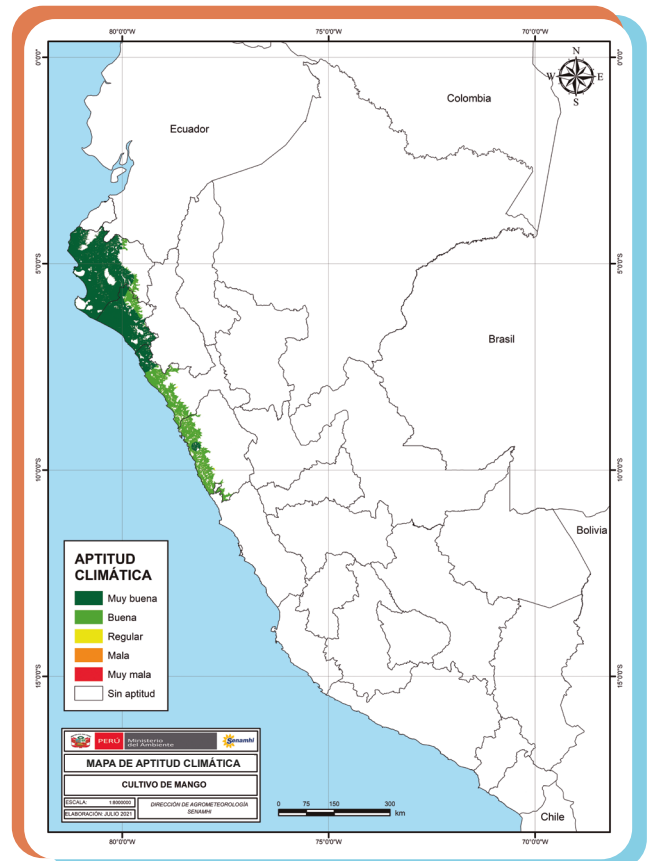 80°0'0"
75°0'0"
70°0'0"
0°0'0"
0°0'0"
N
W
E
S
Colombia
Ecuador
5°0'0"S
5°0'0"S
Brasil
10°0'0"S
10°0'0"S
Bolivia
APTITUD
CLIMÁTICA
Muy buena
Buena
Regular
Mala
Muy mala
Sin aptitud
15°0'0"S
15°0'0"S
PERÚ
Ministerio
del Ambiente
Senamhi
MAPA DE APTITUD CLIMÁTICA
CULTIVO DE MANGO
ESCALA: 1:6000000
ELABORACIÓN: JULIO 2021
DIRECCIÓN DE AGROMETEOROLOGÍA
SENAMHI
0 75 150 300
km
Chile
80°0'0"
75°0'0"
70°0'0"